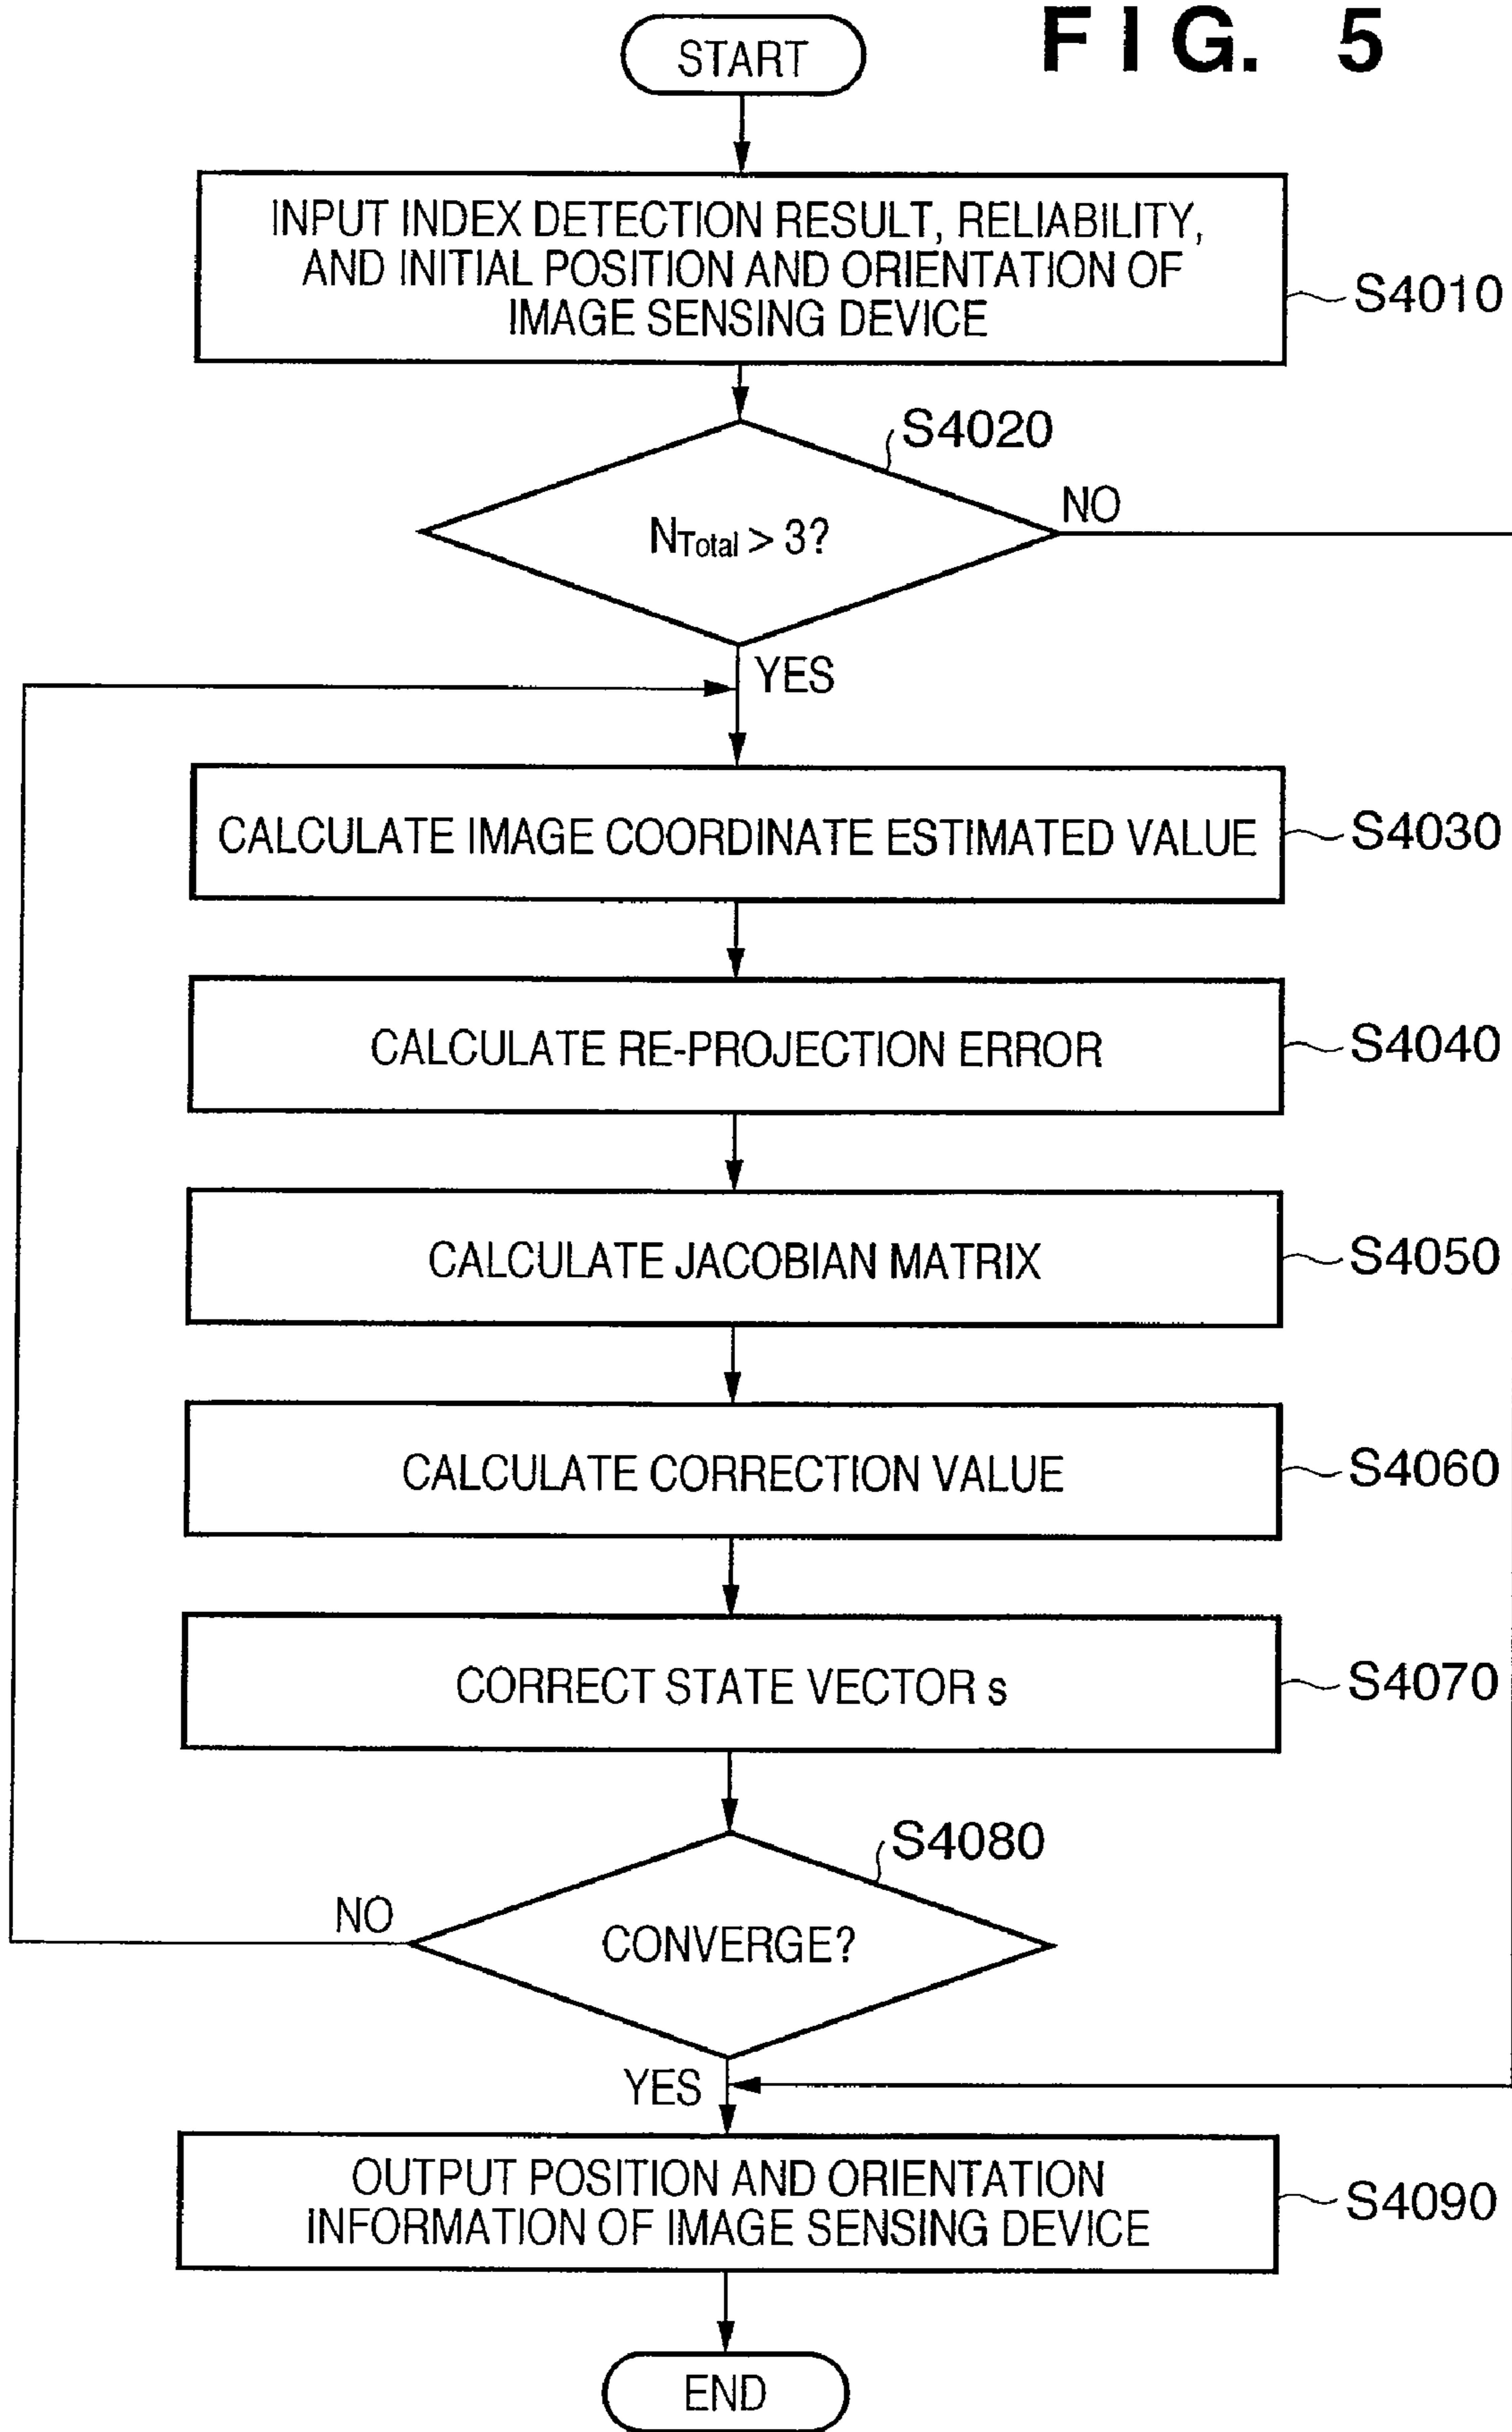 FIG. 5
START
INPUT INDEX DETECTION RESULT, RELIABILITY,
AND INITIAL POSITION AND ORIENTATION OF
IMAGE SENSING DEVICE
S4010
S4020
NTotal > 3?
NO
YES
CALCULATE IMAGE COORDINATE ESTIMATED VALUE
S4030
CALCULATE RE-PROJECTION ERROR
S4040
CALCULATE JACOBIAN MATRIX
S4050
CALCULATE CORRECTION VALUE
S4060
CORRECT STATE VECTOR s
S4070
S4080
NO
CONVERGE?
YES
OUTPUT POSITION AND ORIENTATION
INFORMATION OF IMAGE SENSING DEVICE
S4090
END